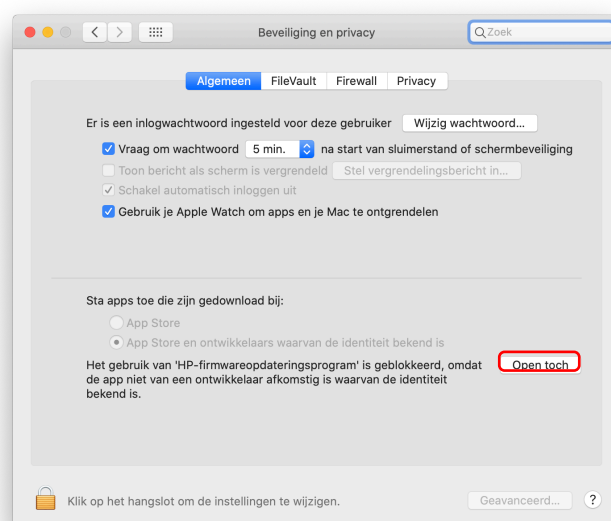 Beveiliging en privacy
Zoek
Algemeen FileVault Firewall Privacy
Er is een inlogwachtwoord ingesteld voor deze gebruiker Wijzig wachtwoord...
Vraag om wachtwoord 5 min. na start van sluimerstand of schermbeveiliging
Toon bericht als scherm is vergrendeld Stel vergrendelingsbericht in...
Schakel automatisch inloggen uit
Gebruik je Apple Watch om apps en je Mac te ontgrendelen
Sta apps toe die zijn gedownload bij:
App Store
App Store en ontwikkelaars waarvan de identiteit bekend is
Het gebruik van 'HP-firmwareopdateringsprogram' is geblokkeerd, omdat Open toch
de app niet van een ontwikkelaar afkomstig is waarvan de identiteit
bekend is.
Klik op het hangslot om de instellingen te wijzigen. Geavanceerd... ?